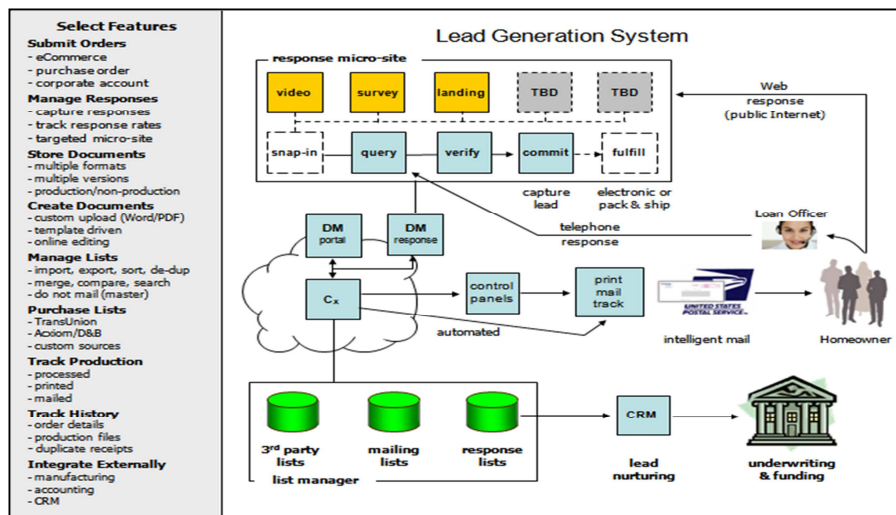 Select Features
Submit Orders
- eCommerce
- purchase order
- corporate account
Manage Responses
- capture responses
- track response rates
- targeted micro-site
Store Documents
- multiple formats
- multiple versions
- production/non-production
Create Documents
- custom upload (Word/PDF)
- template driven
- online editing
Manage Lists
- import, export, sort, de-dup
- merge, compare, search
- do not mail (master)
Purchase Lists
- TransUnion
- Acxiom/D&B
- custom sources
Track Production
- processed
- printed
- mailed
Track History
- order details
- production files
- duplicate receipts
Integrate Externally
- manufacturing
- accounting
- CRM
Lead Generation System
response micro-site
video
survey
landing
TBD
TBD
snap-in
query
verify
commit
fulfill
capture
lead
electronic or
pack & ship
Web
response
(public Internet)
telephone
response
Loan Officer
DM
portal
DM
response
Cx
control
panels
print
mail
track
automated
UNITED STATES
POSTAL SERVICE
intelligent mail
Homeowner
3rd party
lists
mailing
lists
response
lists
list manager
CRM
lead
nurturing
underwriting
& funding